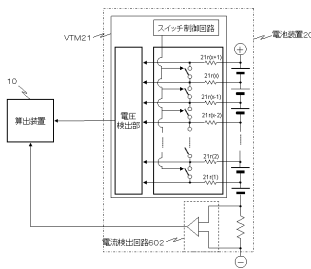 スイッチ制御回路
電池装置20
VTM21
21r(x+1)
21r(x)
10
21r(x-1)
算出装置
電圧
検出部
21r(x-2)
21r(2)
21r(1)
電流検出回路602